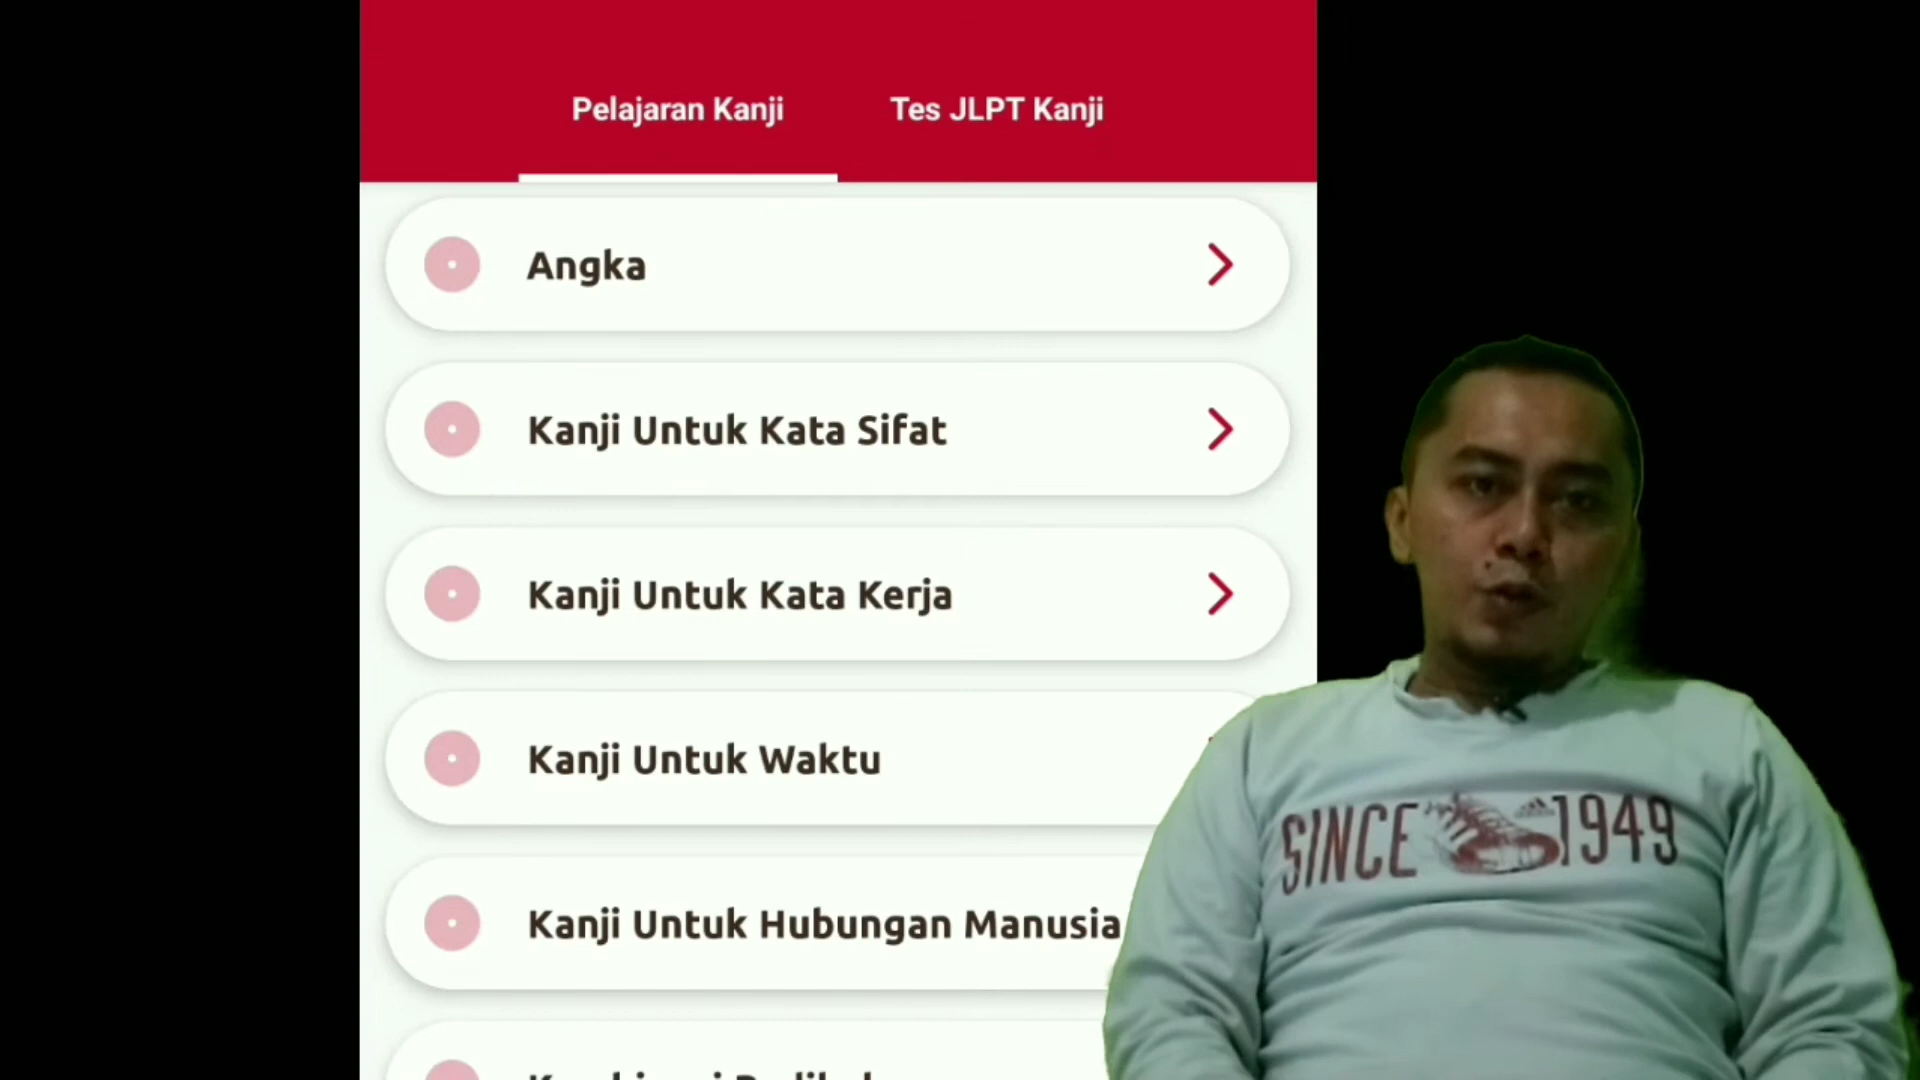 Pelajaran Kanji
Tes JLPT Kanji
Angka
Kanji Untuk Kata Sifat
Kanji Untuk Kata Kerja
Kanji Untuk Waktu
Kanji Untuk Hubungan Manusia
SINCE 1949